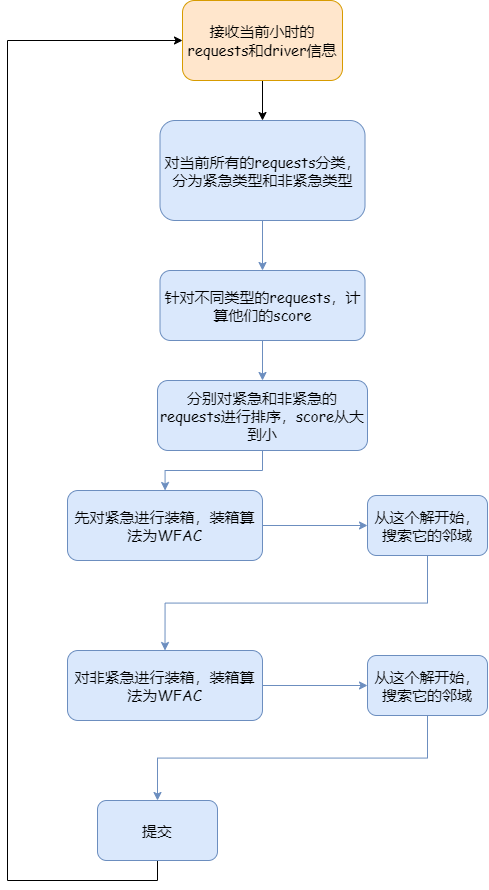 接收当前小时的
requests和driver信息
对当前所有的requests分类，
分为紧急类型和非紧急类型
针对不同类型的requests，计
算他们的score
分别对紧急和非紧急的
requests进行排序，score从大
到小
先对紧急进行装箱，装箱算
法为WFAC
从这个解开始，
搜索它的邻域
对非紧急进行装箱，装箱算
法为WFAC
从这个解开始，
搜索它的邻域
提交